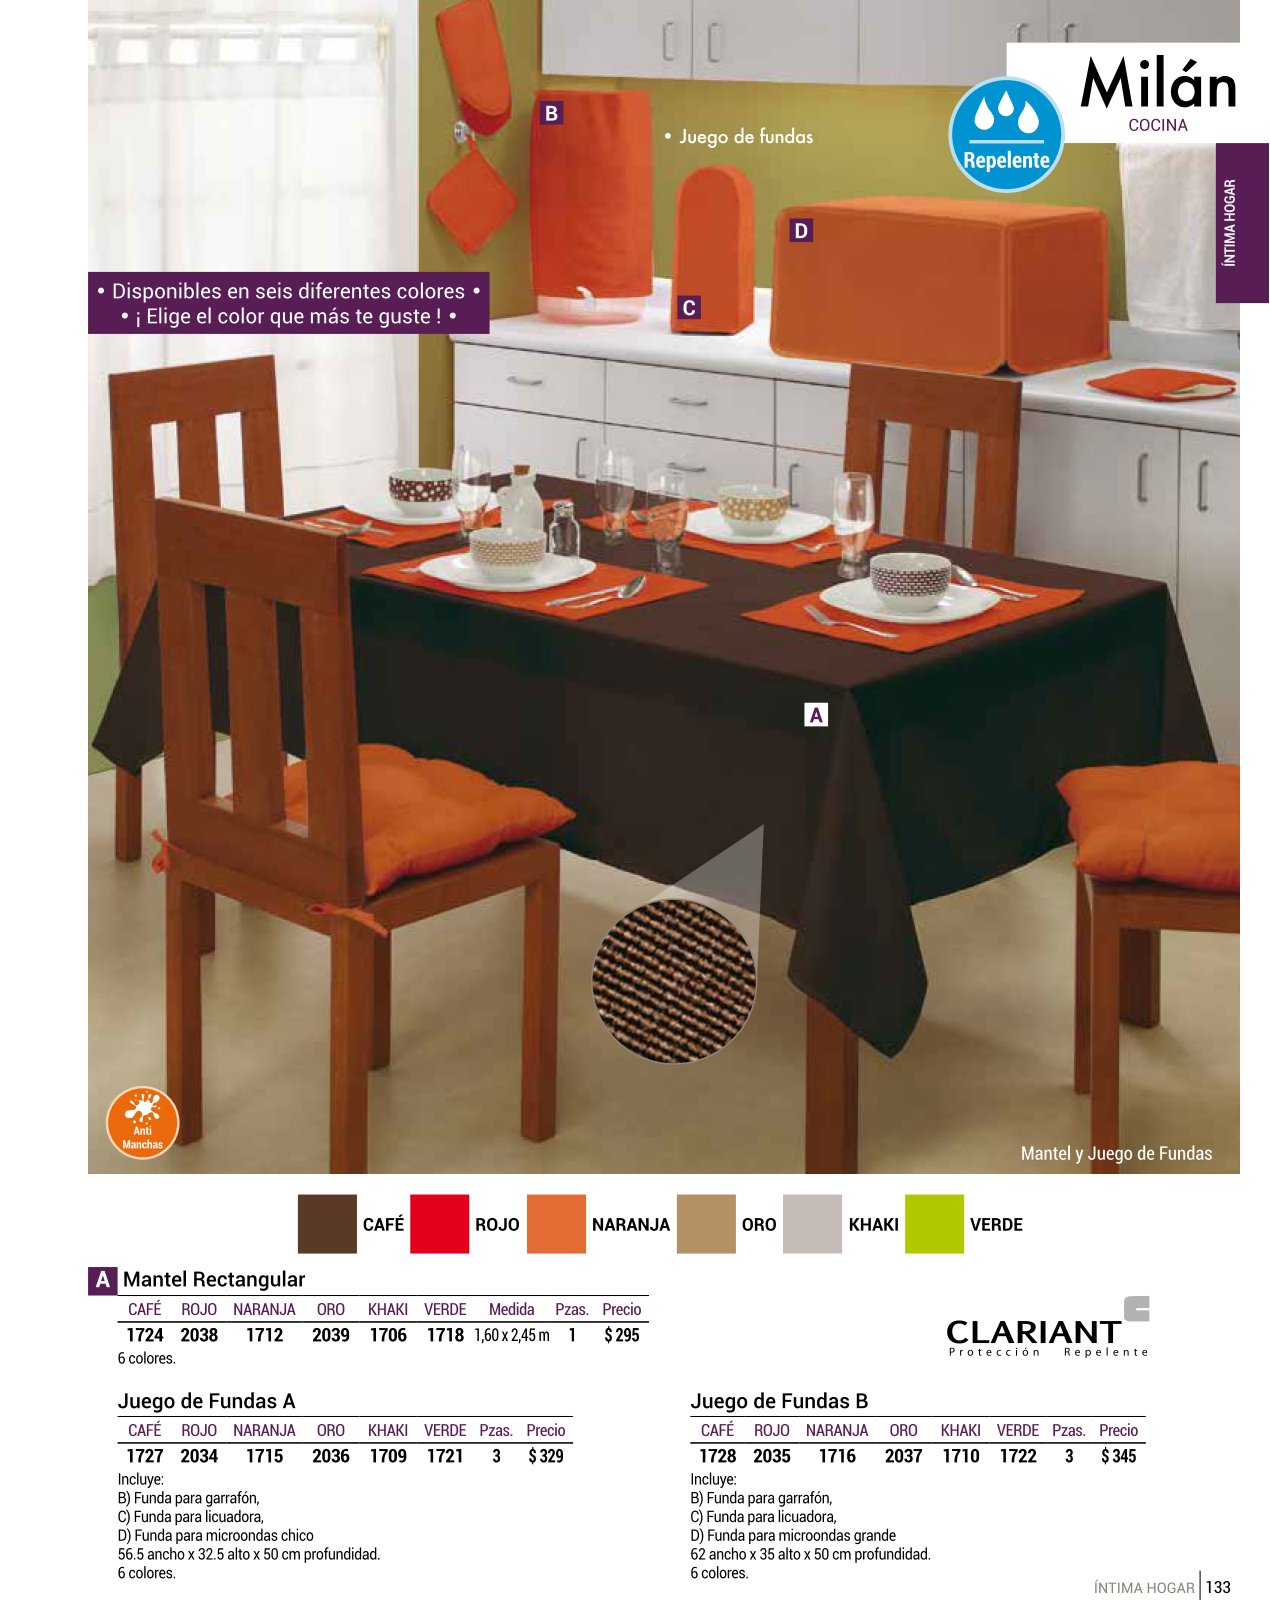 Milán
COCINA
Repelente
ÍNTIMA HOGAR
B
• Juego de fundas
D
C
• Disponibles en seis diferentes colores •
• ¡ Elige el color que más te guste ! •
A
Anti
Manchas
Mantel y Juego de Fundas
CAFÉ ROJO NARANJA ORO KHAKI VERDE
A Mantel Rectangular
CAFÉ ROJO NARANJA ORO KHAKI VERDE Medida Pzas. Precio
1724 2038 1712 2039 1706 1718 1,60 x 2,45 m 1 $ 295
6 colores.
CLARIANT
Protección Repelente
Juego de Fundas A
CAFÉ ROJO NARANJA ORO KHAKI VERDE Pzas. Precio
1727 2034 1715 2036 1709 1721 3 $ 329
Incluye:
B) Funda para garrafón,
C) Funda para licuadora,
D) Funda para microondas chico
56.5 ancho x 32.5 alto x 50 cm profundidad.
6 colores.
Juego de Fundas B
CAFÉ ROJO NARANJA ORO KHAKI VERDE Pzas. Precio
1728 2035 1716 2037 1710 1722 3 $ 345
Incluye:
B) Funda para garrafón,
C) Funda para licuadora,
D) Funda para microondas grande
62 ancho x 35 alto x 50 cm profundidad.
6 colores.
ÍNTIMA HOGAR 133